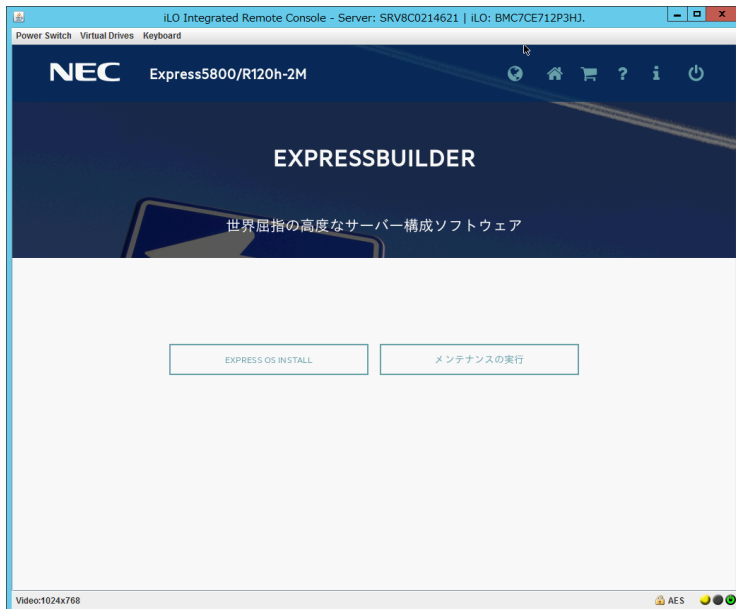 iLO Integrated Remote Console - Server: SRV8C0214621 | iLO: BMC7CE712P3HJ.
Power Switch Virtual Drives Keyboard
NEC Express5800/R120h-2M
EXPRESSBUILDER
世界屈指の高度なサーバー構成ソフトウェア
EXPRESS OS INSTALL
メンテナンスの実行
Video:1024x768
AES